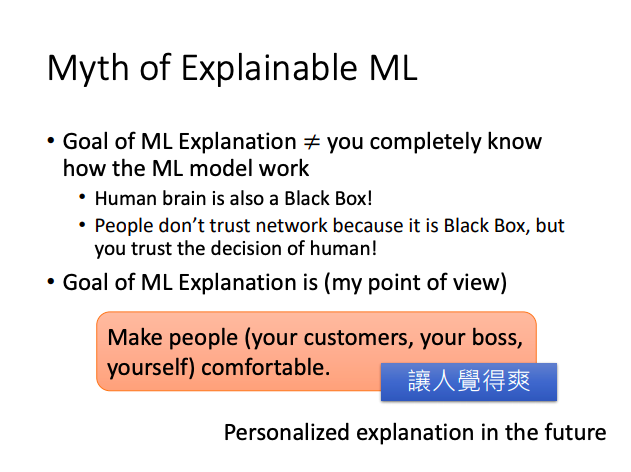 Myth of Explainable ML
• Goal of ML Explanation ≠ you completely know
how the ML model work
• Human brain is also a Black Box!
• People don’t trust network because it is Black Box, but
you trust the decision of human!
• Goal of ML Explanation is (my point of view)
Make people (your customers, your boss,
yourself) comfortable.
讓人覺得爽
Personalized explanation in the future